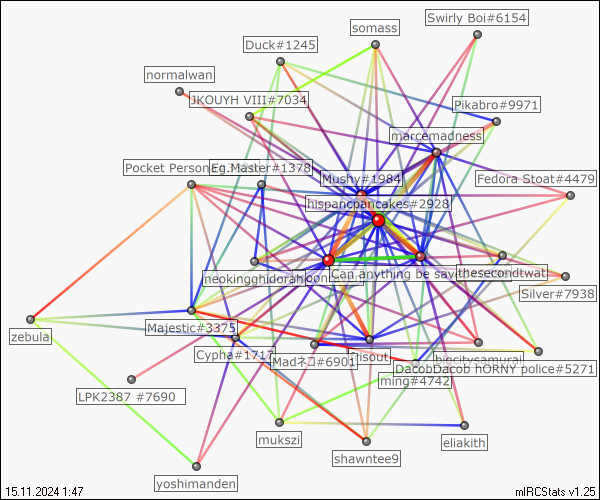 Swirly Boi#6154
somass
Duck#1245
normalwan
JKOUYH VIII#7034
Pikabro#9971
marcemadness
Pocket Person
Eg.Master#1378
Mushy#1984
Fedora Stoat#4479
hispancpancakes#2928
neokingghidorah
Can anything be said
thesecondtwat
Silver#7938
Majestic#3375
zebula
Cypha#1717
Madネコ#6901
misout
bigcitysamurai
DacobDacob hORNY police#5271
ming#4742
LPK2387 #7690
mukszi
eliakith
shawntee9
yoshimanden
15.11.2024 1:47
mIRCStats v1.25